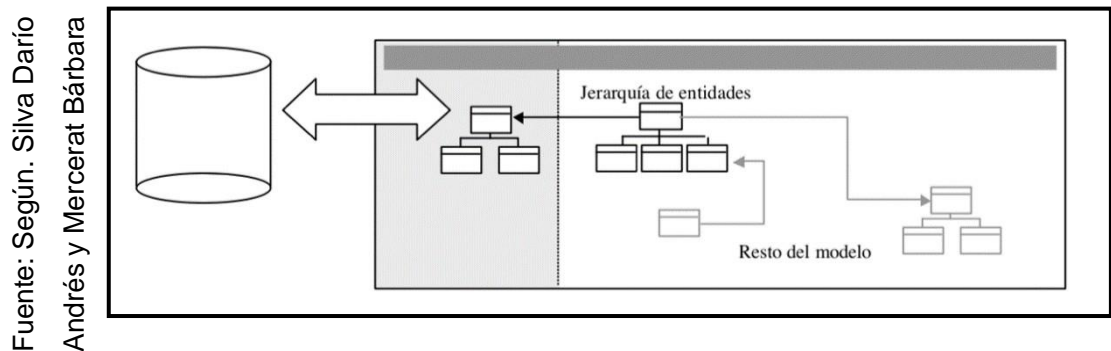 Fuente: Según. Silva Darío
Andrés y Mercerat Bárbara
Jerarquía de entidades
Resto del modelo